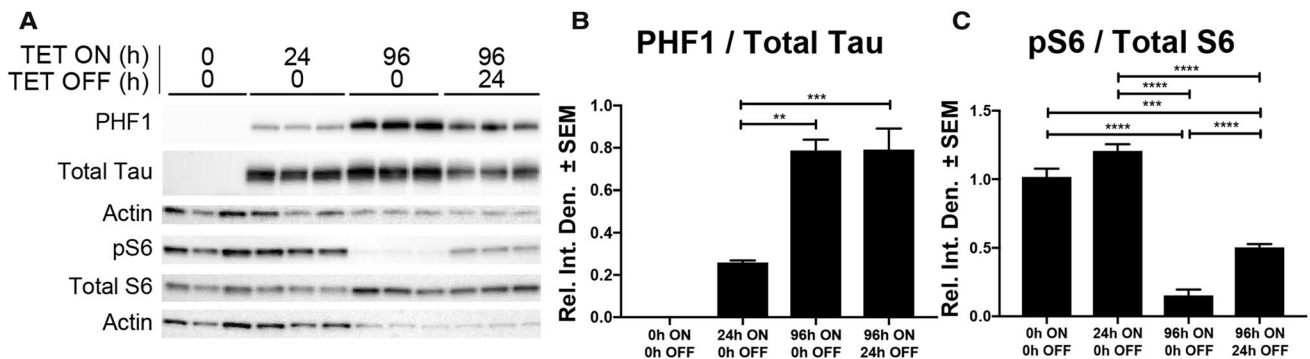 A
TET ON (h) 0 24 96 96
TET OFF (h) 0 0 0 24
PHF1
Total Tau
Actin
pS6
Total S6
Actin
B
PHF1 / Total Tau
Rel. Int. Den. ± SEM
1.0
0.8
0.6
0.4
0.2
0.0
***
**
0h ON 24h ON 96h ON 96h ON
0h OFF 0h OFF 0h OFF 24h OFF
C
pS6 / Total S6
Rel. Int. Den. ± SEM
1.5
1.0
0.5
0.0
****
****
***
**** ****
0h ON 24h ON 96h ON 96h ON
0h OFF 0h OFF 0h OFF 24h OFF